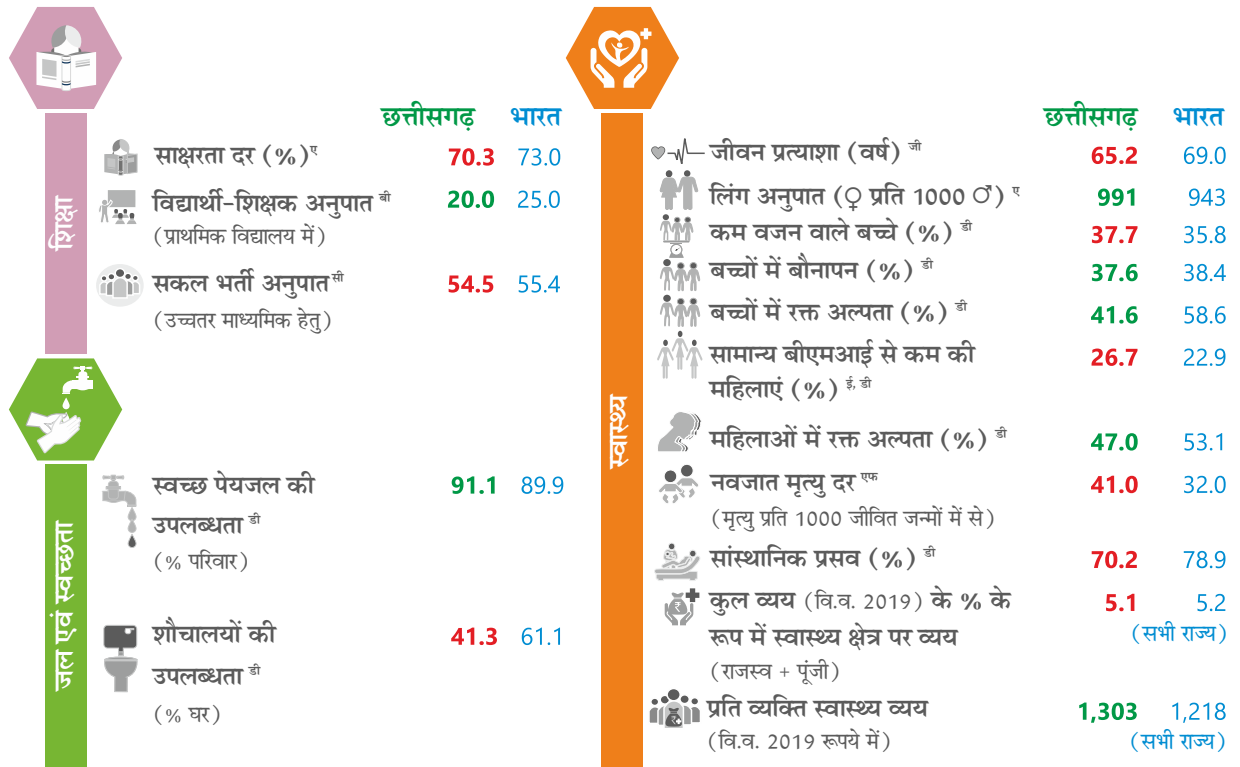 छत्तीसगढ़ भारत
शिक्षा
साक्षरता दर (%)ए 70.3 73.0
विद्यार्थी-शिक्षक अनुपात बी 20.0 25.0
(प्राथमिक विद्यालय में)
सकल भर्ती अनुपात सी 54.5 55.4
(उच्चतर माध्यमिक हेतु)
जल एवं स्वच्छता
स्वच्छ पेयजल की 91.1 89.9
उपलब्धता डी
(% परिवार)
शौचालयों की 41.3 61.1
उपलब्धता डी
(% घर)
छत्तीसगढ़ भारत
स्वास्थ्य
जीवन प्रत्याशा (वर्ष) जी 65.2 69.0
लिंग अनुपात (♀ प्रति 1000 ♂) ए 991 943
कम वजन वाले बच्चे (%) डी 37.7 35.8
बच्चों में बौनापन (%) डी 37.6 38.4
बच्चों में रक्त अल्पता (%) डी 41.6 58.6
सामान्य बीएमआई से कम की 26.7 22.9
महिलाएं (%) ई, डी
महिलाओं में रक्त अल्पता (%) डी 47.0 53.1
नवजात मृत्यु दर एफ 41.0 32.0
(मृत्यु प्रति 1000 जीवित जन्मों में से)
सांस्थानिक प्रसव (%) डी 70.2 78.9
कुल व्यय (वि.व. 2019) के % के 5.1 5.2
रूप में स्वास्थ्य क्षेत्र पर व्यय (सभी राज्य)
(राजस्व + पूंजी)
प्रति व्यक्ति स्वास्थ्य व्यय 1,303 1,218
(वि.व. 2019 रूपये में) (सभी राज्य)